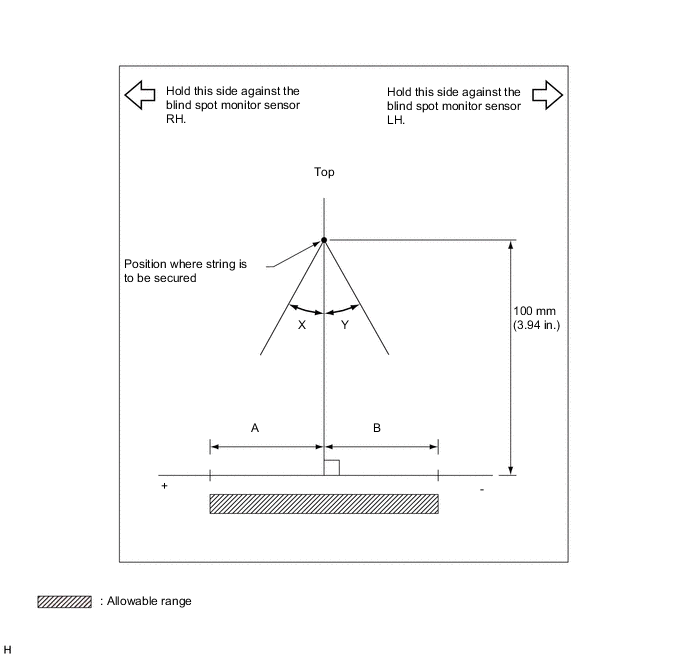 Hold this side against the
blind spot monitor sensor
RH.
Hold this side against the
blind spot monitor sensor
LH.
Top
Position where string is
to be secured
X
Y
100 mm
(3.94 in.)
A
B
+
-
: Allowable range
H